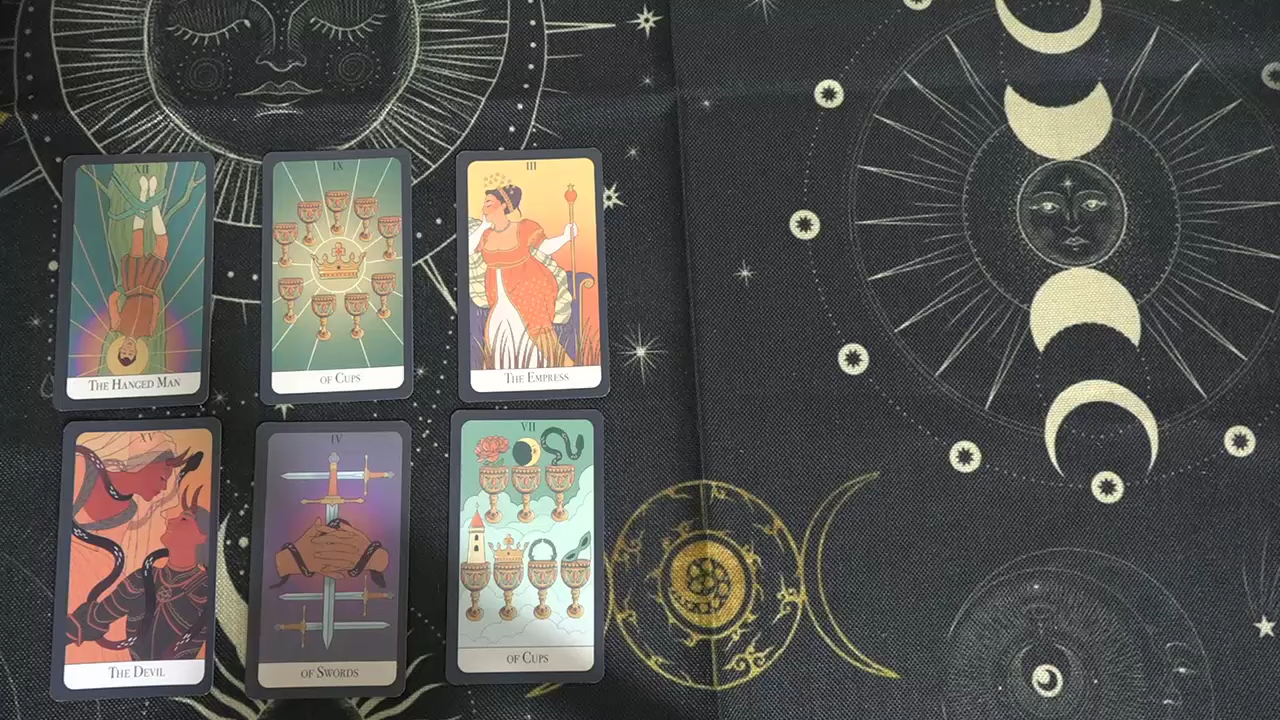 XII
THE HANGED MAN
IX
OF CUPS
III
THE EMPRESS
XV
THE DEVIL
IV
OF SWORDS
VII
OF CUPS